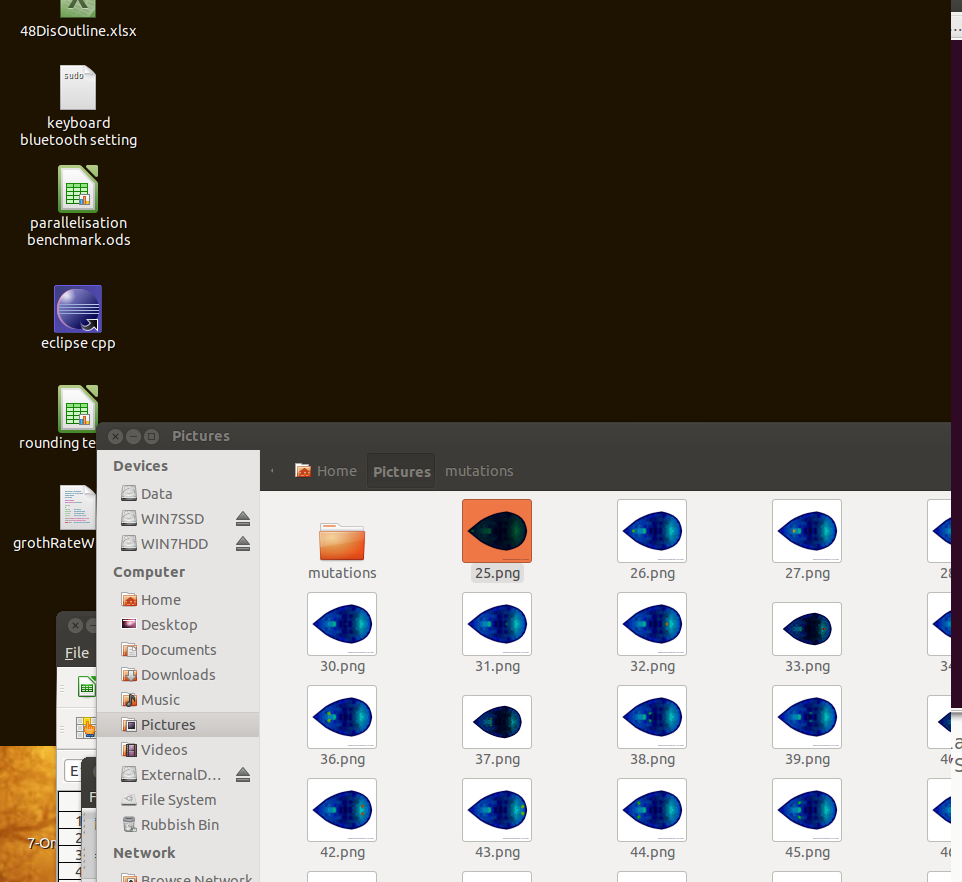 48DisOutline.xlsx
sudo
keyboard
bluetooth setting
parallelisation
benchmark.ods
eclipse cpp
rounding te
grothRateW
7-Or
File
E
F
1
2
3
4
Pictures
Devices
Data
WIN7SSD
WIN7HDD
Computer
Home
Desktop
Documents
Downloads
Music
Pictures
Videos
ExternalD...
File System
Rubbish Bin
Network
Browse Network
Home Pictures mutations
mutations 25.png 26.png 27.png 28
30.png 31.png 32.png 33.png 34
36.png 37.png 38.png 39.png 40
42.png 43.png 44.png 45.png 46